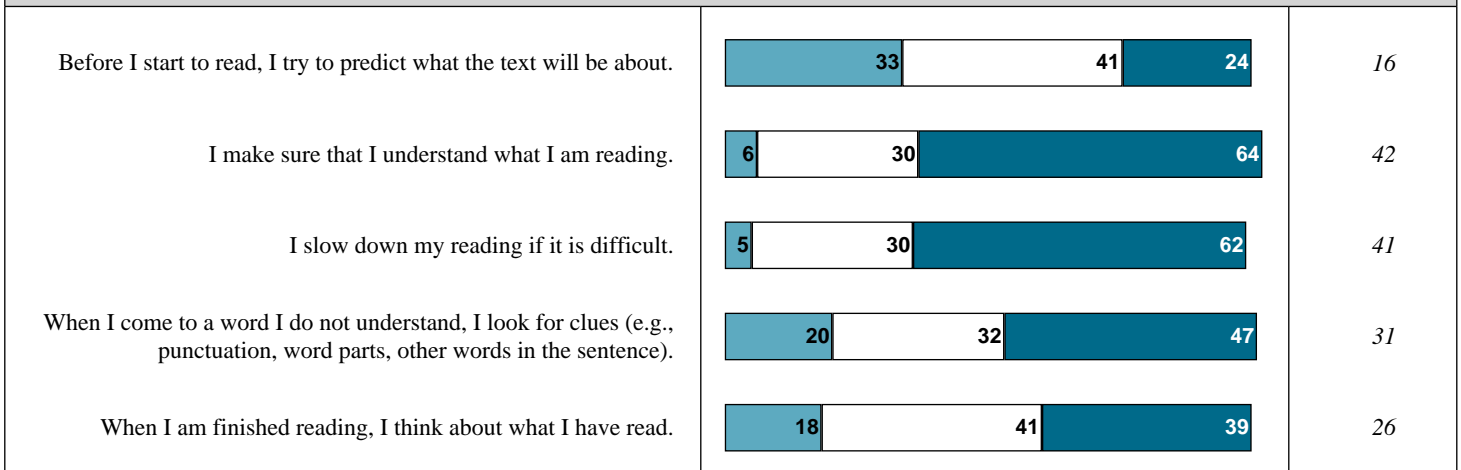 Before I start to read, I try to predict what the text will be about. 33 41 24 16
I make sure that I understand what I am reading. 6 30 64 42
I slow down my reading if it is difficult. 5 30 62 41
When I come to a word I do not understand, I look for clues (e.g.,
punctuation, word parts, other words in the sentence). 20 32 47 31
When I am finished reading, I think about what I have read. 18 41 39 26